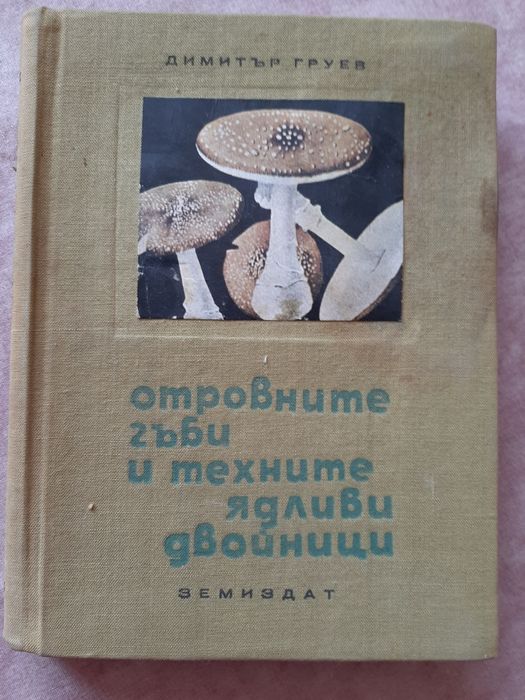 ДИМИТЪР ГРУЕВ
отровните
гъби
и техните
ядливи
двойници
ЗЕМИЗДАТ